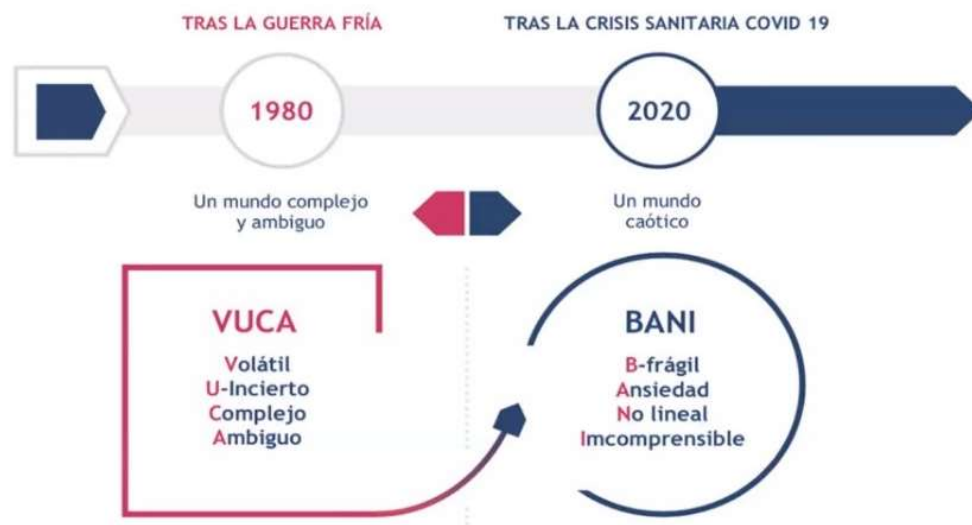 TRAS LA GUERRA FRÍA
TRAS LA CRISIS SANITARIA COVID 19
1980
2020
Un mundo complejo
y ambiguo
Un mundo
caótico
VUCA
Volátil
U-Incierto
Complejo
Ambiguo
BANI
B-frágil
Ansiedad
No lineal
Imcomprensible